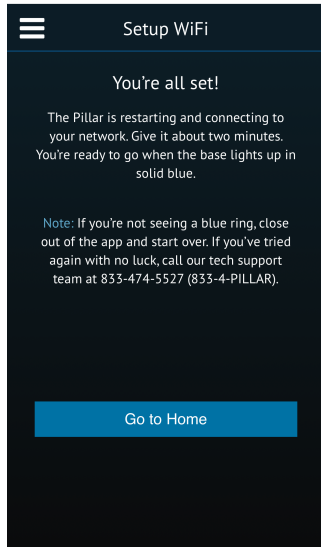 Setup WiFi
You're all set!
The Pillar is restarting and connecting to
your network. Give it about two minutes.
You're ready to go when the base lights up in
solid blue.
Note: If you're not seeing a blue ring, close
out of the app and start over. If you've tried
again with no luck, call our tech support
team at 833-474-5527 (833-4-PILLAR).
Go to Home